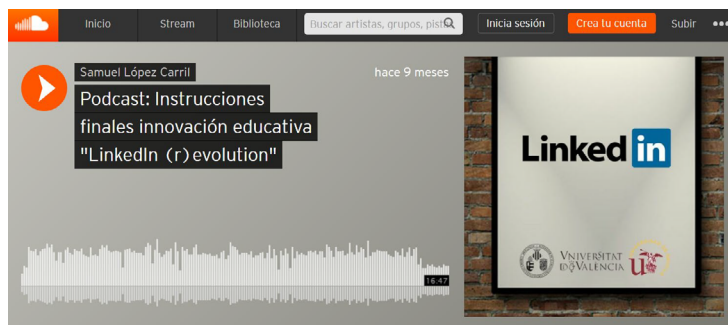 Inicio Stream Biblioteca Buscar artistas, grupos, pist Inicia sesión Crea tu cuenta Subir
Samuel López Carril
hace 9 meses
Podcast: Instrucciones
finales innovación educativa
"LinkedIn (r)evolution"
16.47
Linked in
VNIVERSITAT
ID VALÈNCIA